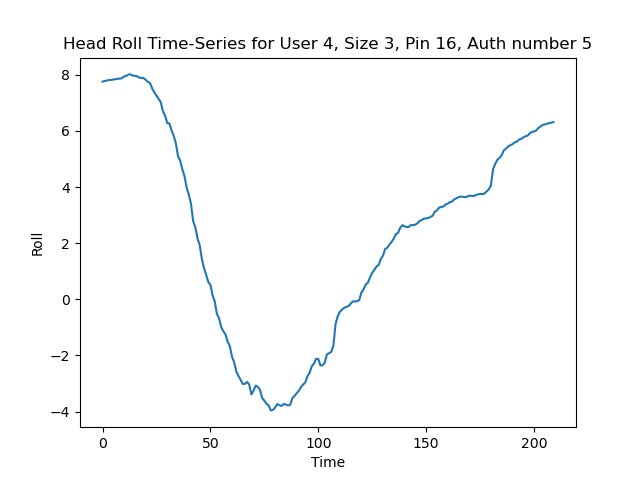 Head Roll Time-Series for User 4, Size 3, Pin 16, Auth number 5
8
6
4
2
0
−2
−4
Roll
0 50 100 150 200
Time